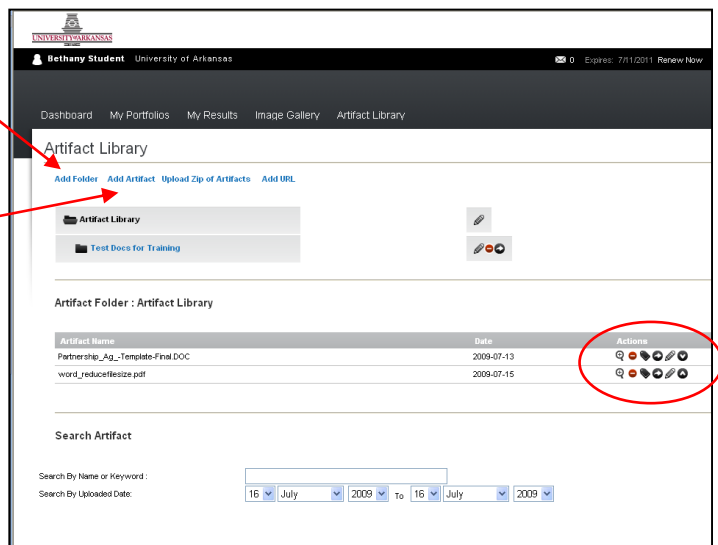 UNIVERSITY OF ARKANSAS
Bethany Student University of Arkansas 0 Expires: 7/11/2011 Renew Now
Dashboard My Portfolios My Results Image Gallery Artifact Library
Artifact Library
Add Folder Add Artifact Upload Zip of Artifacts Add URL
Artifact Library
Test Docs for Training
Artifact Folder : Artifact Library
Artifact Name Date Actions
Partnership_Ag_-Template-Final.DOC 2009-07-13
word_reducefilesize.pdf 2009-07-15
Search Artifact
Search By Name or Keyword :
Search By Uploaded Date: 16 July 2009 To 16 July 2009